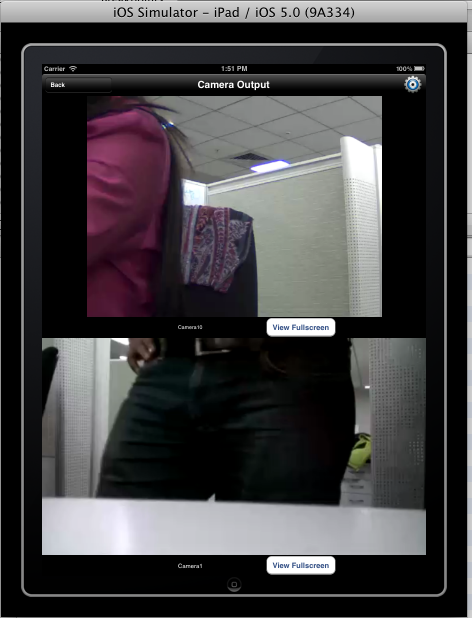 iOS Simulator – iPad / iOS 5.0 (9A334)
Carrier 1:51 PM 100%
Back Camera Output
Camera10 View Fullscreen
Camera1 View Fullscreen